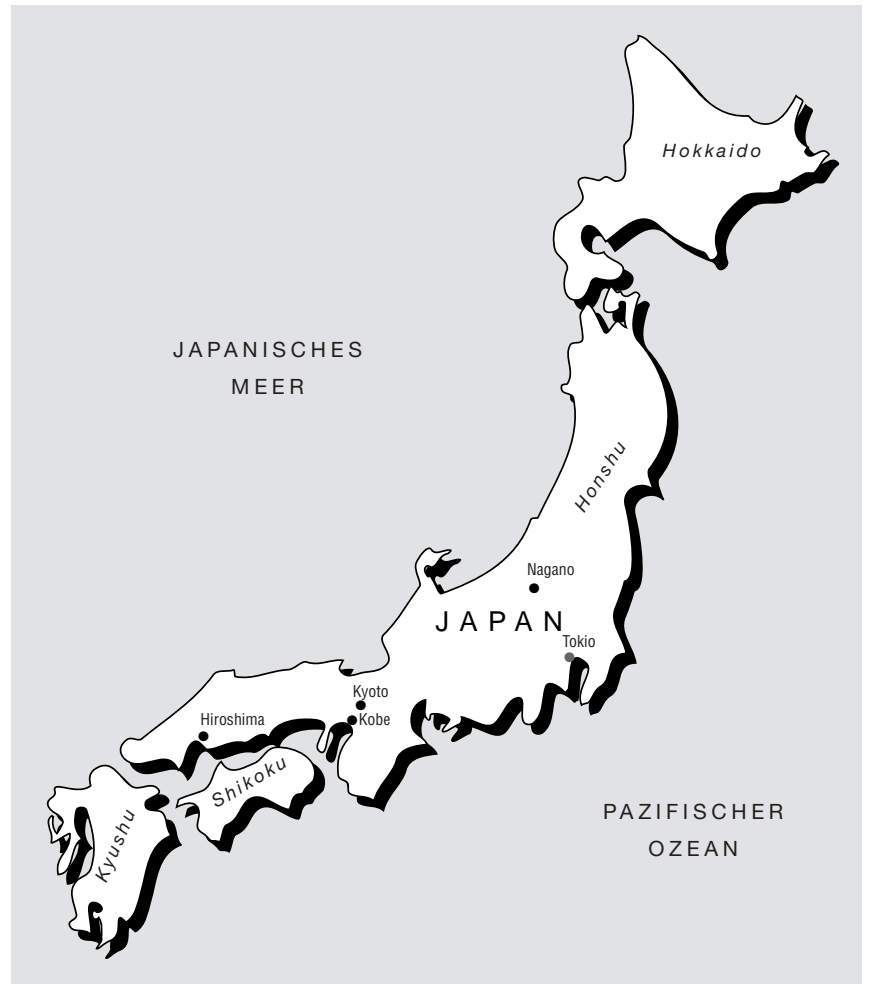 Hokkaido
JAPANISCHES
MEER
Honshu
Nagano
JAPAN
Tokio
Kyoto
Kobe
Hiroshima
Shikoku
Kyushu
PAZIFISCHER
OZEAN